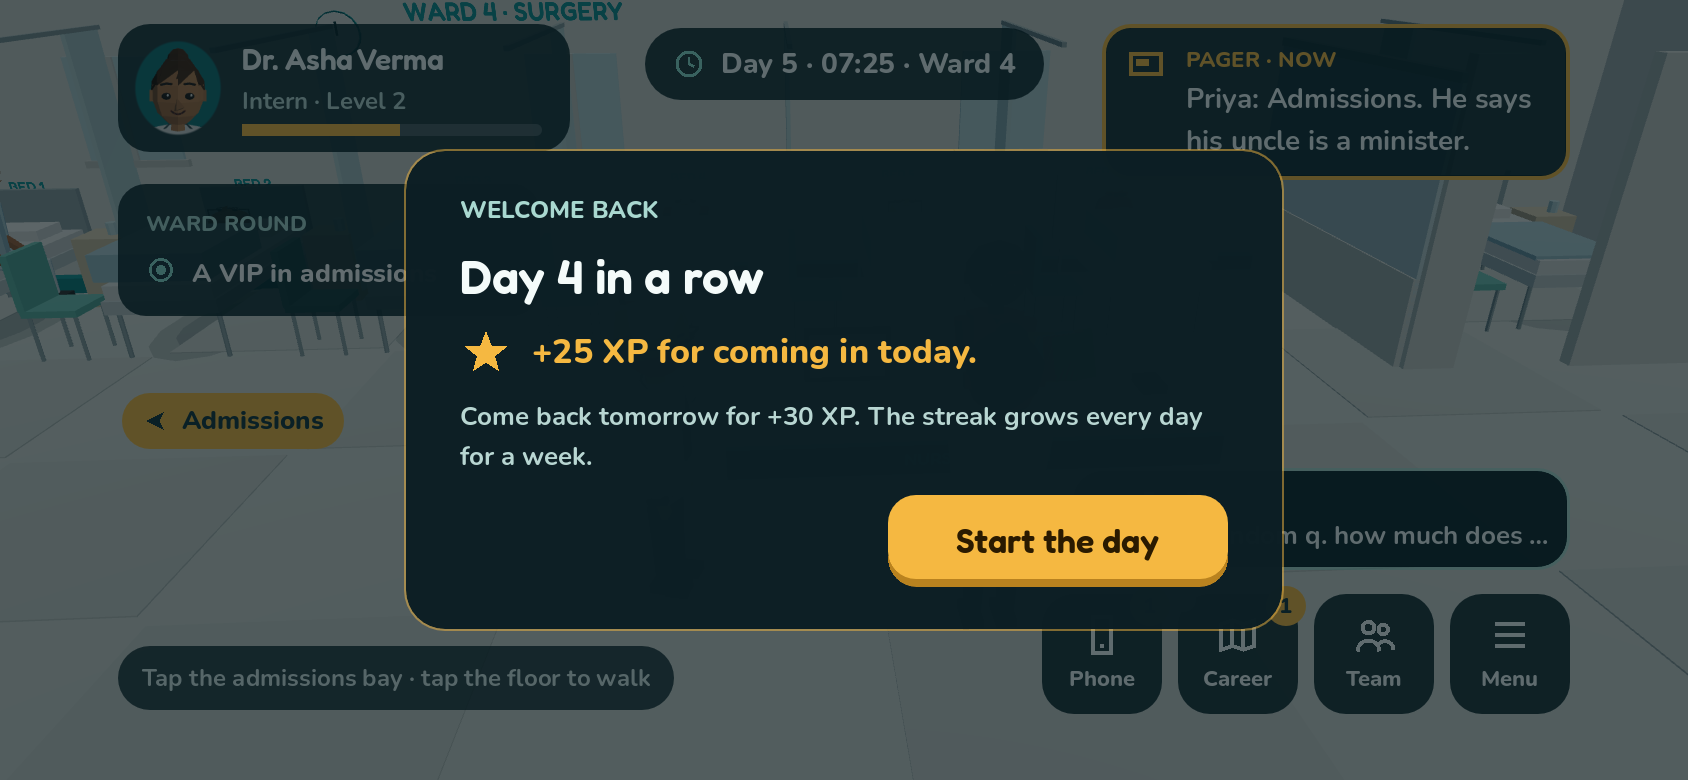 WARD 4 · SURGERY
Dr. Asha Verma
Intern · Level 2
Day 5 · 07:25 · Ward 4
PAGER · NOW
Priya: Admissions. He says
his uncle is a minister.
BED 1
BED 2
WARD ROUND
A VIP in admissio
WELCOME BACK
Day 4 in a row
+25 XP for coming in today.
Come back tomorrow for +30 XP. The streak grows every day
for a week.
Start the day
Admissions
q. how much does ...
1
Tap the admissions bay · tap the floor to walk
Phone
Career
Team
Menu